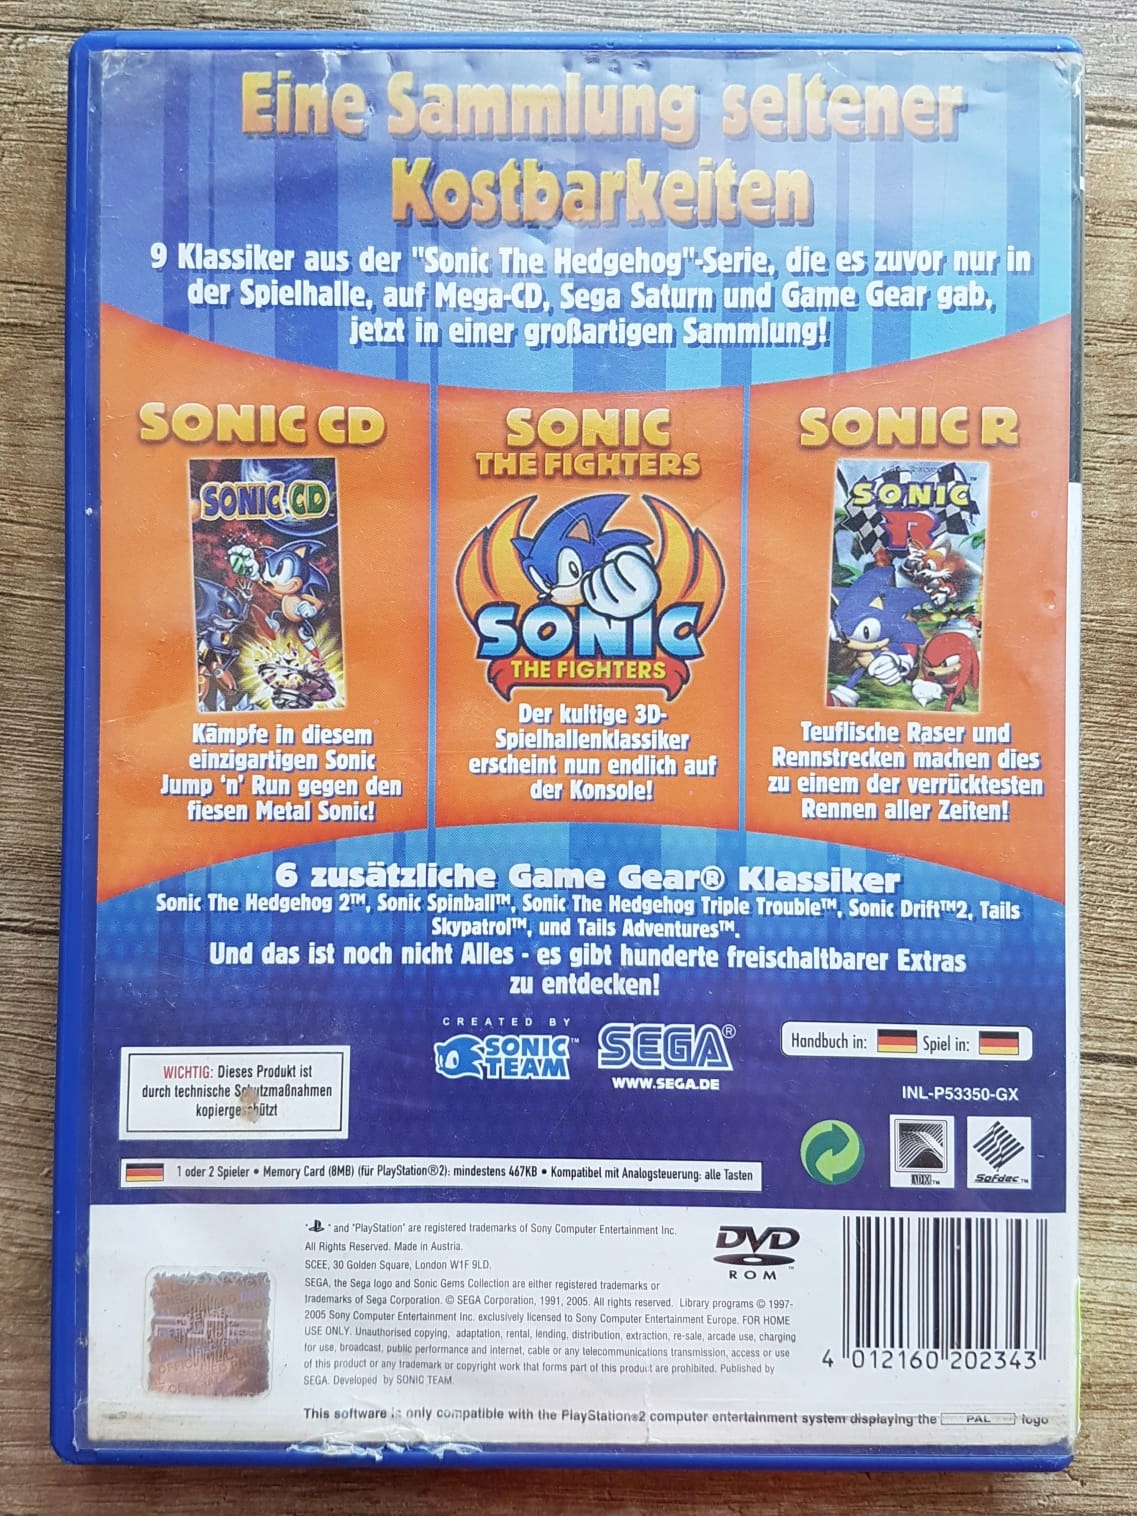 Eine Sammlung seltener
Kostbarkeiten
9 Klassiker aus der "Sonic The Hedgehog"-Serie, die es zuvor nur in
der Spielhalle, auf Mega-CD, Sega Saturn und Game Gear gab,
jetzt in einer großartigen Sammlung!
SONIC CD
SONIC CD
Kämpfe in diesem
einzigartigen Sonic
Jump 'n' Run gegen den
fiesen Metal Sonic!
SONIC
THE FIGHTERS
SONIC
THE FIGHTERS
Der kultige 3D-
Spielhallenklassiker
erscheint nun endlich auf
der Konsole!
SONIC R
SONIC™
R
Teuflische Raser und
Rennstrecken machen dies
zu einem der verrücktesten
Rennen aller Zeiten!
6 zusätzliche Game Gear® Klassiker
Sonic The Hedgehog 2™, Sonic Spinball™, Sonic The Hedgehog Triple Trouble™, Sonic Drift™2, Tails
Skypatrol™, und Tails Adventures™.
Und das ist noch nicht Alles - es gibt hunderte freischaltbarer Extras
zu entdecken!
CREATED BY
SONIC
TEAM™
SEGA®
WWW.SEGA.DE
Handbuch in: Spiel in:
INL-P53350-GX
WICHTIG: Dieses Produkt ist
durch technische Schutzmaßnahmen
kopiergeschützt
ADX™
Sofdec™
1 oder 2 Spieler • Memory Card (8MB) (für PlayStation®2): mindestens 467KB • Kompatibel mit Analogsteuerung: alle Tasten
" " and "PlayStation" are registered trademarks of Sony Computer Entertainment Inc.
All Rights Reserved. Made in Austria.
SCEE, 30 Golden Square, London W1F 9LD.
SEGA, the Sega logo and Sonic Gems Collection are either registered trademarks or
trademarks of Sega Corporation. © SEGA Corporation, 1991, 2005. All rights reserved. Library programs © 1997-
2005 Sony Computer Entertainment Inc. exclusively licensed to Sony Computer Entertainment Europe. FOR HOME
USE ONLY. Unauthorised copying, adaptation, rental, lending, distribution, extraction, re-sale, arcade use, charging
for use, broadcast, public performance and internet, cable or any telecommunications transmission, access or use
of this product or any trademark or copyright work that forms part of this product are prohibited. Published by
SEGA. Developed by SONIC TEAM.
DVD™
ROM
4 012160 202343
This software is only compatible with the PlayStation®2 computer entertainment system displaying the PAL logo